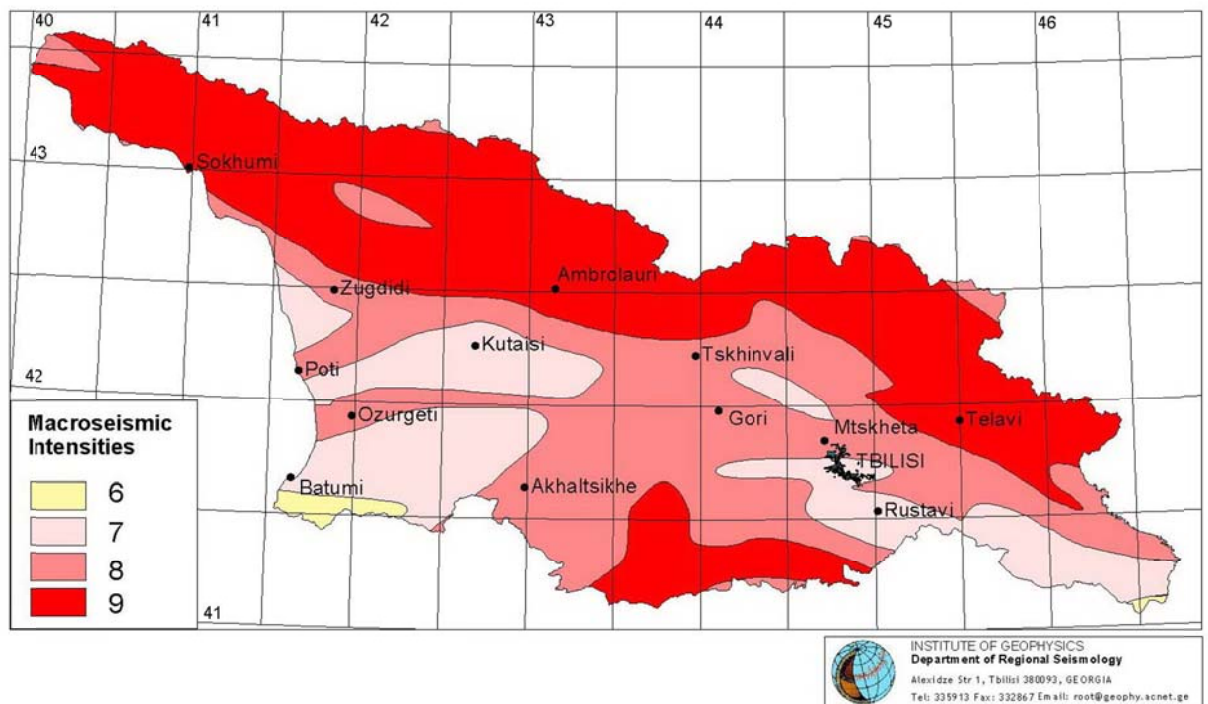 40 41 42 43 44 45 46
43
Sokhumi
Zugdidi
Ambrolauri
Kutaisi
Tskhinvali
Poti
42
Ozurgeti
Gori
Telavi
Mtskheta
TBILISI
Batumi
Akhaltsikhe
Rustavi
41
Macroseismic
Intensities
6
7
8
9
INSTITUTE OF GEOPHYSICS
Department of Regional Seismology
Alexidze Str 1, Tbilisi 380093, GEORGIA
Tel: 335913 Fax: 332867 Email: root@geophy.acnet.ge